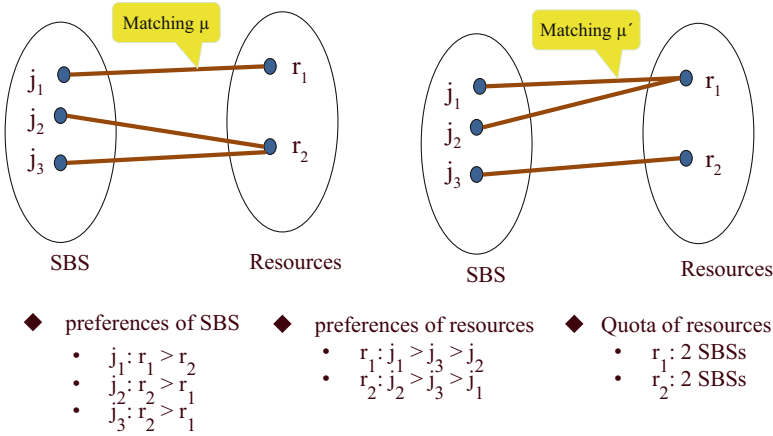 Matching μ
Matching μ´
j1
j2
j3
r1
r2
SBS
Resources
j1
j2
j3
r1
r2
SBS
Resources
◆ preferences of SBS
• j1: r1 > r2
• j2: r2 > r1
• j3: r2 > r1
◆ preferences of resources
• r1: j1 > j3 > j2
• r2: j2 > j3 > j1
◆ Quota of resources
• r1: 2 SBSs
• r2: 2 SBSs